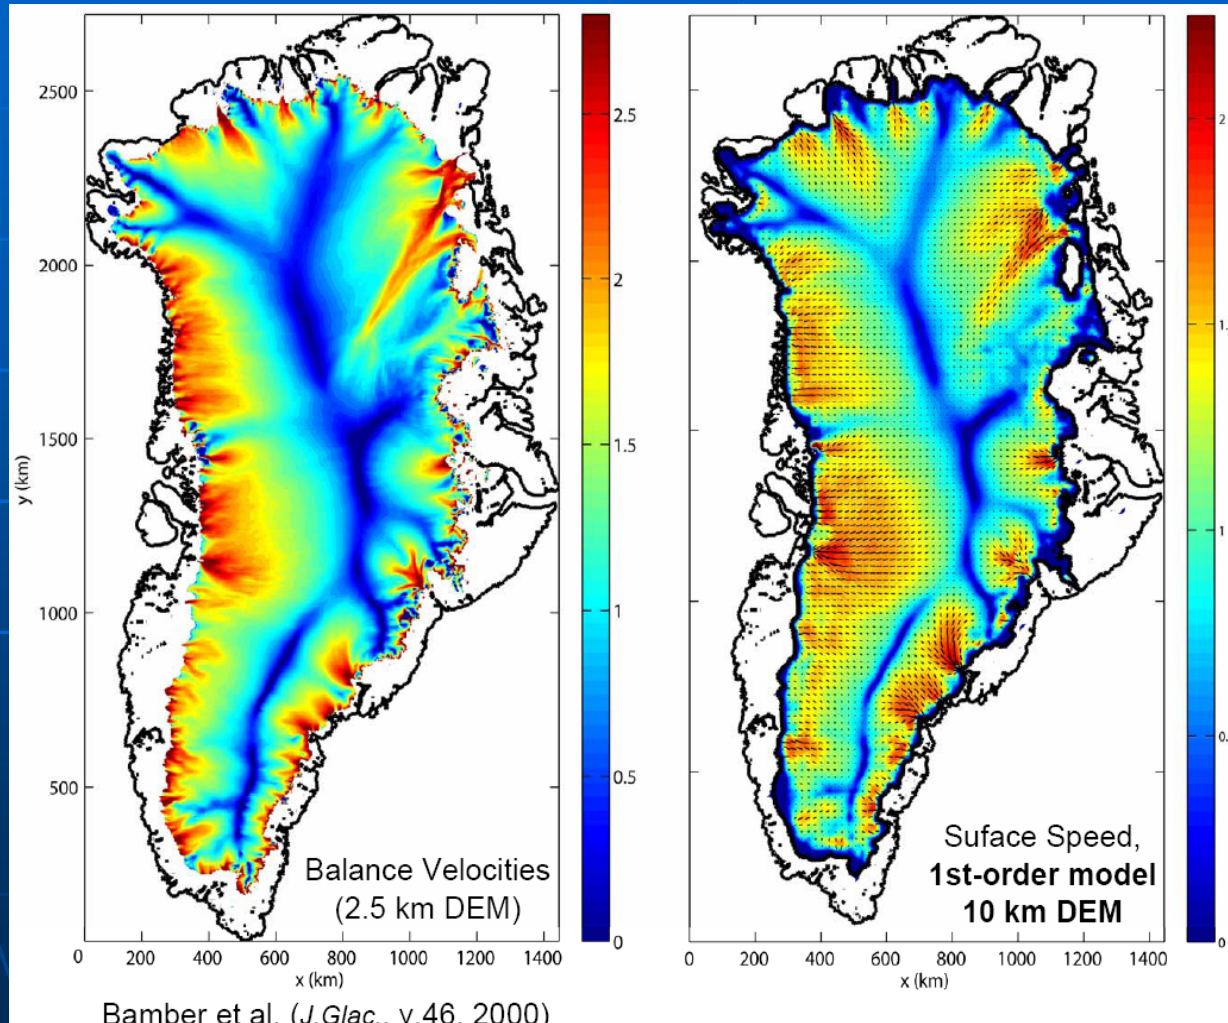 2500
2000
1500
1000
500
y (km)
0 200 400 600 800 1000 1200 1400
x (km)
2.5
2
1.5
1
0.5
0
Balance Velocities
(2.5 km DEM)
Bamber et al. (J.Glac., v.46, 2000)
0 200 400 600 800 1000 1200 1400
x (km)
2
1.
1
0.
0
Suface Speed,
1st-order model
10 km DEM